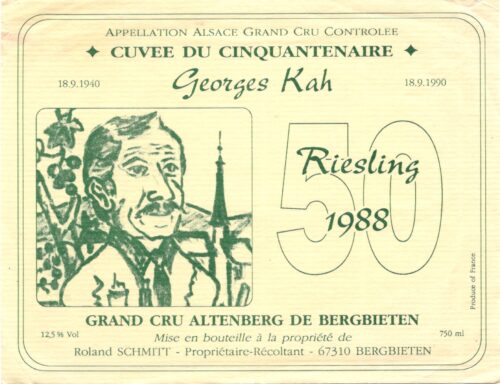 APPELLATION ALSACE GRAND CRU CONTROLEE
✦ CUVEE DU CINQUANTENAIRE ✦
18.9.1940 Georges Kah 18.9.1990
50
Riesling
1988
Produce of France
GRAND CRU ALTENBERG DE BERGBIETEN
12,5 % Vol Mise en bouteille à la propriété de 750 ml
Roland SCHMITT - Propriétaire-Récoltant - 67310 BERGBIETEN